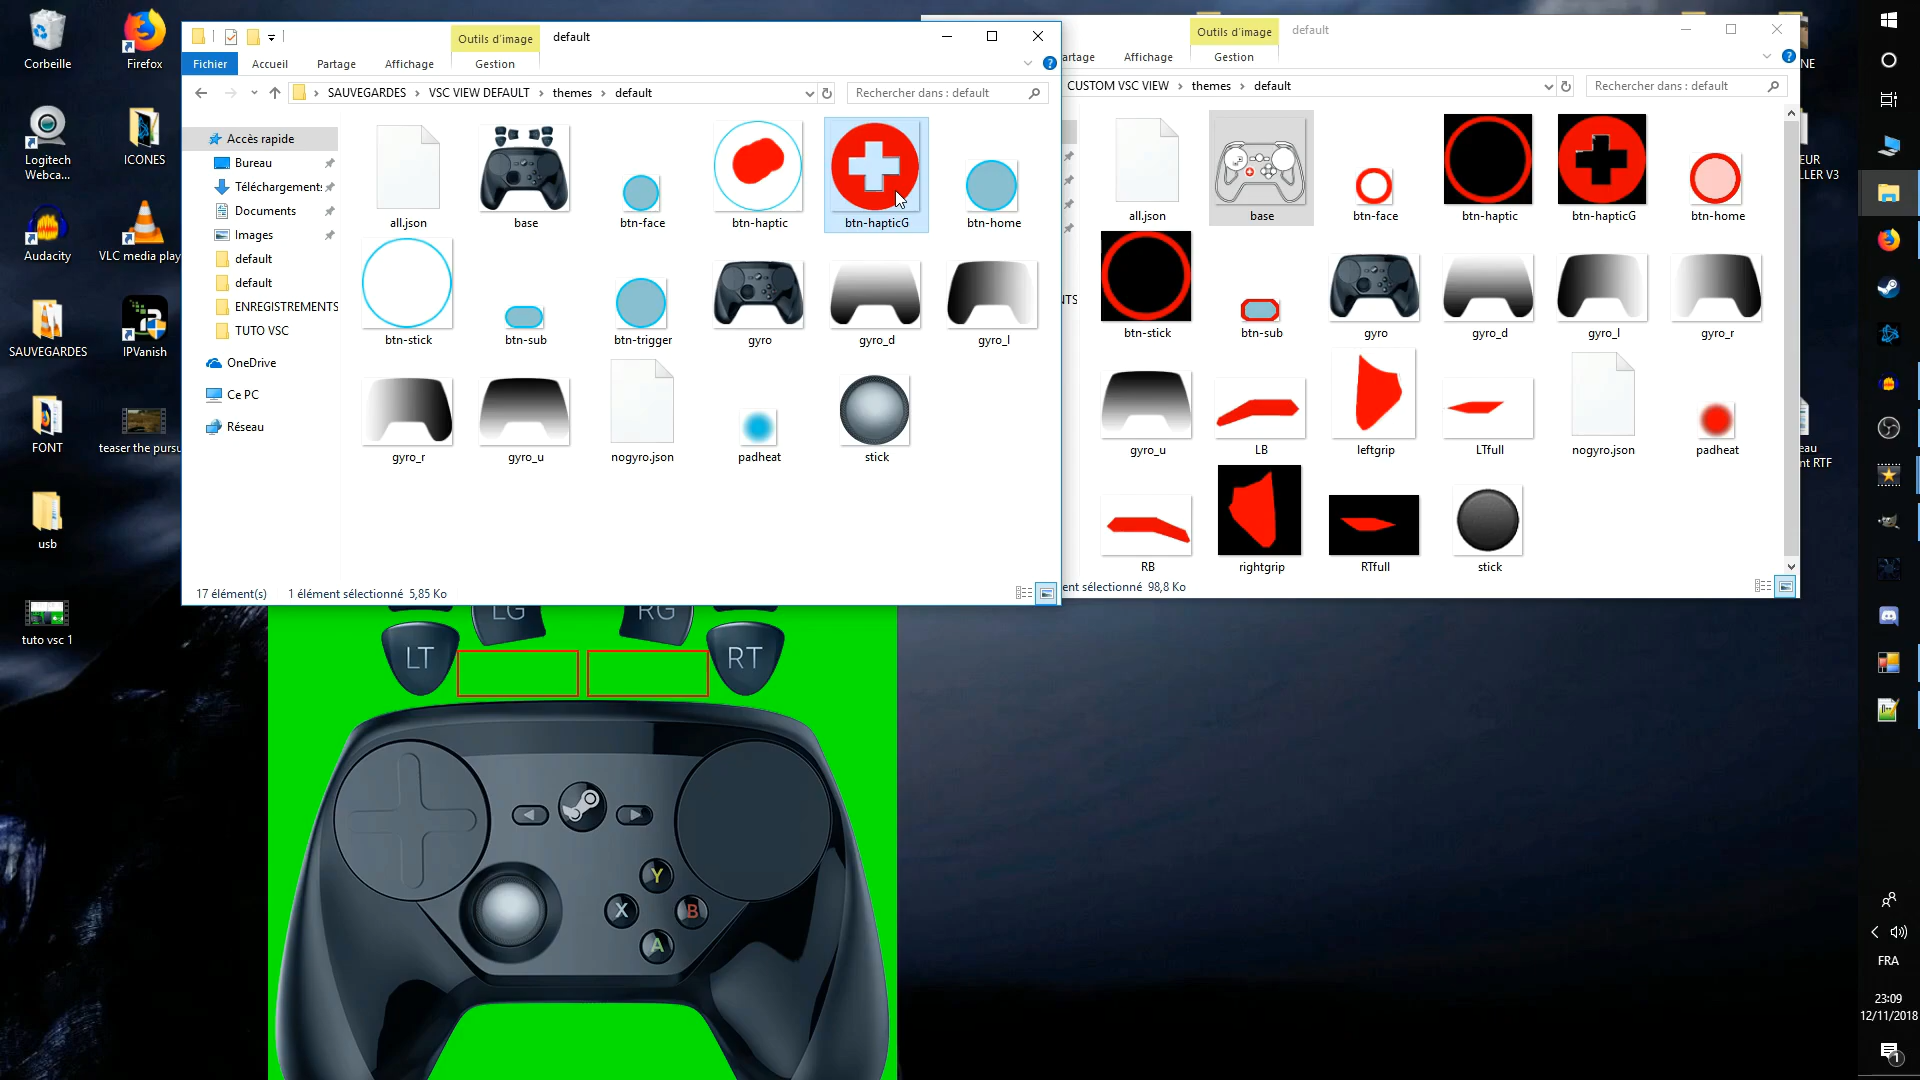 Corbeille
Firefox
Logitech
Webca...
ICONES
Audacity
VLC media play
SAUVEGARDES
IPVanish
FONT
teaser the pursu
usb
tuto vsc 1
Outils d'image
default
Fichier
Accueil
Partage
Affichage
Gestion
SAUVEGARDES
VSC VIEW DEFAULT
themes
default
Rechercher dans : default
Accès rapide
Bureau
Téléchargement:
Documents
Images
default
default
ENREGISTREMENTS
TUTO VSC
OneDrive
Ce PC
Réseau
all.json
base
btn-face
btn-haptic
btn-hapticG
btn-home
btn-stick
btn-sub
btn-trigger
gyro
gyro_d
gyro_l
gyro_r
gyro_u
nogyro.json
padheat
stick
17 élément(s)
1 élément sélectionné 5,85 Ko
Outils d'image
default
artage
Affichage
Gestion
CUSTOM VSC VIEW
themes
default
Rechercher dans : default
TS
all.json
base
btn-face
btn-haptic
btn-hapticG
btn-home
btn-stick
btn-sub
gyro
gyro_d
gyro_l
gyro_r
gyro_u
LB
leftgrip
LTfull
nogyro.json
padheat
RB
rightgrip
RTfull
stick
ent sélectionné 98,8 Ko
NE
EUR
LLER V3
eau
nt RTF
LG
RG
LT
RT
Y
X
B
A
FRA
23:09
12/11/2018
1